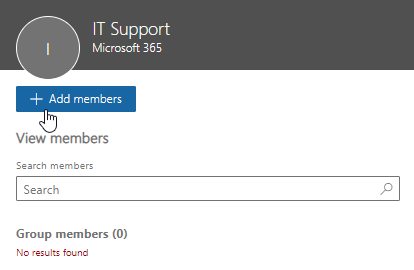 I
IT Support
Microsoft 365
+ Add members
View members
Search members
Search
Group members (0)
No results found